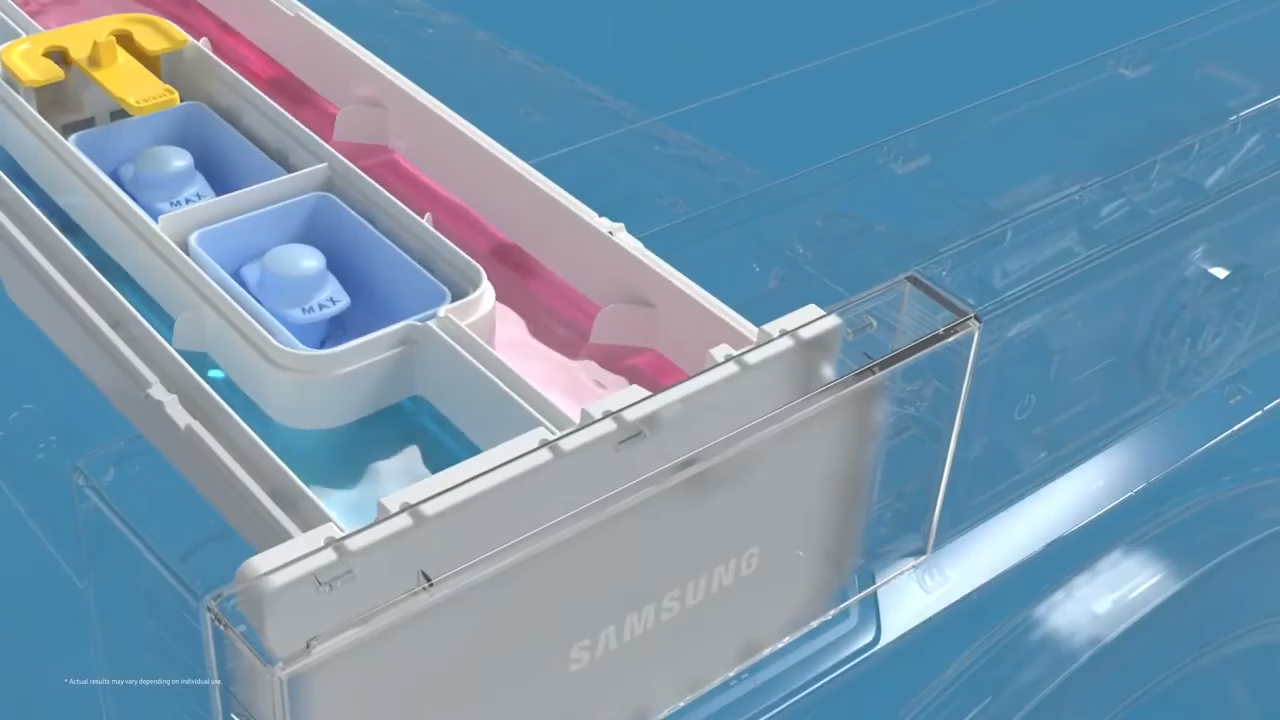 MAX
MAX
SAMSUNG
* Actual results may vary depending on individual use.